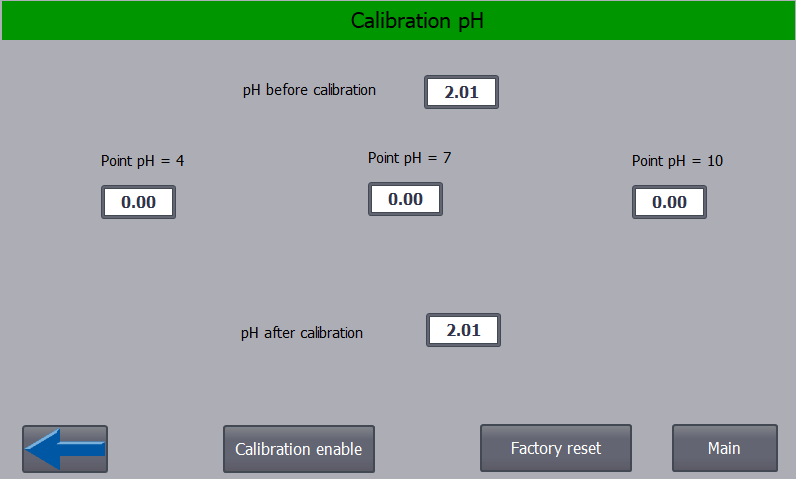 Calibration pH
pH before calibration 2.01
Point pH = 4 Point pH = 7 Point pH = 10
0.00 0.00 0.00
pH after calibration 2.01
Calibration enable Factory reset Main